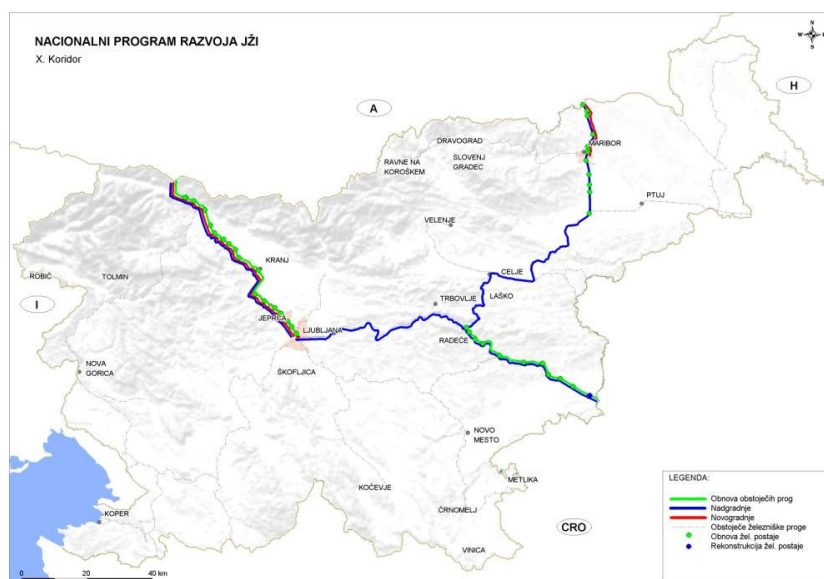 NACIONALNI PROGRAM RAZVOJA JŽI
X. Koridor
N
W
S
H
A
MARIBOR
DRAVOGRAD
RAVNE NA
KOROŠKEM
SLOVENJ
GRADEC
PTUJ
VELENJE
KRANJ
CELJE
ROBIČ
TOLMIN
I
LAŠKO
TRBOVLJE
JEPRCA
LJUBLJANA
RADEČE
NOVA
GORICA
ŠKOFLJICA
NOVO
MESTO
METLIKA
KOČEVJE
ČRNOMELJ
KOPER
CRO
VINICA
LEGENDA:
Obnova obstoječih prog
Nadgradnje
Novogradnje
Obstoječe železniške proge
Obnova žel. postaje
Rekonstrukcija žel. postaje
0 20 40 km